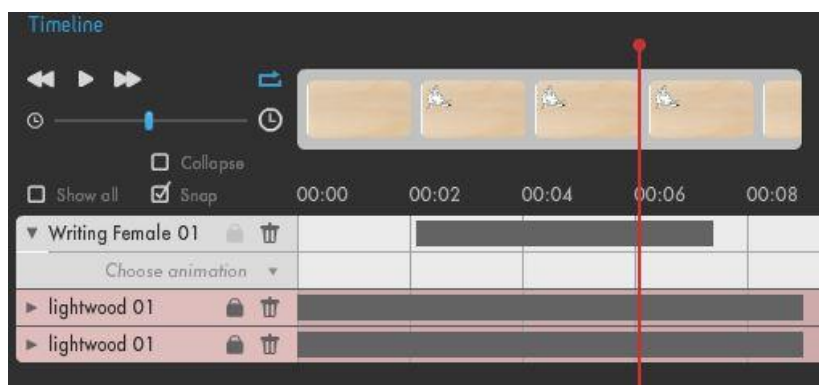 Timeline
Collapse
Show all Snap 00:00 00:02 00:04 00:06 00:08
Writing Female 01
Choose animation
lightwood 01
lightwood 01